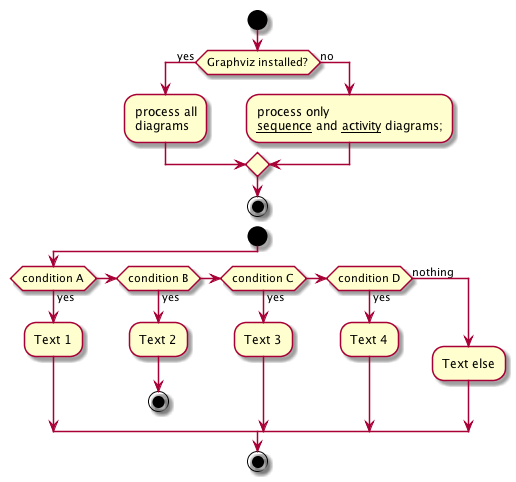 yes
Graphviz installed?
no
process all
diagrams
process only
sequence and activity diagrams;
condition A
condition B
condition C
condition D
nothing
yes
yes
yes
yes
Text 1
Text 2
Text 3
Text 4
Text else